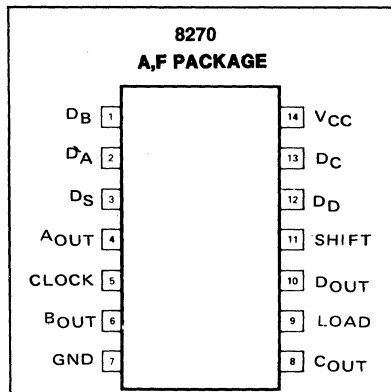 8270
A,F PACKAGE
DB 1 14 VCC
DA 2 13 DC
DS 3 12 DD
AOUT 4 11 SHIFT
CLOCK 5 10 DOUT
BOUT 6 9 LOAD
GND 7 8 COUT